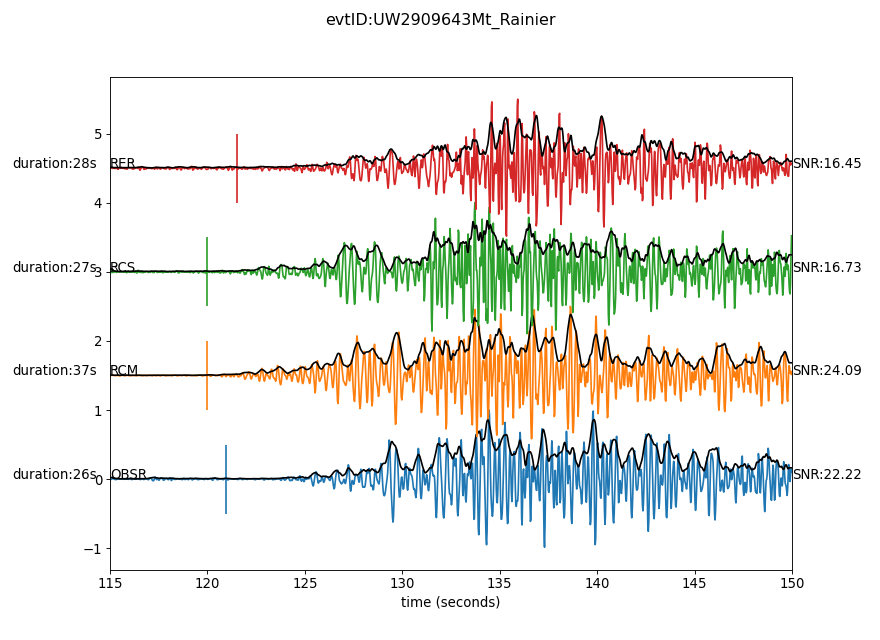 evtID:UW2909643Mt_Rainier
5
duration:28s RER SNR:16.45
4
duration:27s 3 RCS SNR:16.73
2
duration:37s RCM SNR:24.09
1
duration:26s 0 OBSR SNR:22.22
−1
115 120 125 130 135 140 145 150
time (seconds)